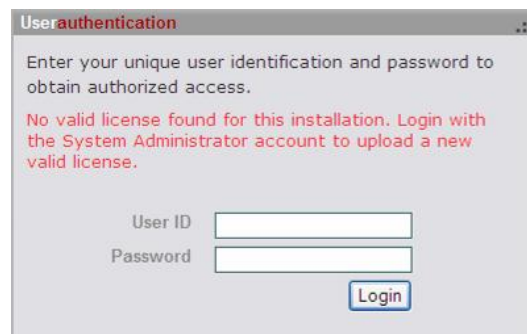 Userauthentication
Enter your unique user identification and password to
obtain authorized access.
No valid license found for this installation. Login with
the System Administrator account to upload a new
valid license.
User ID
Password
Login